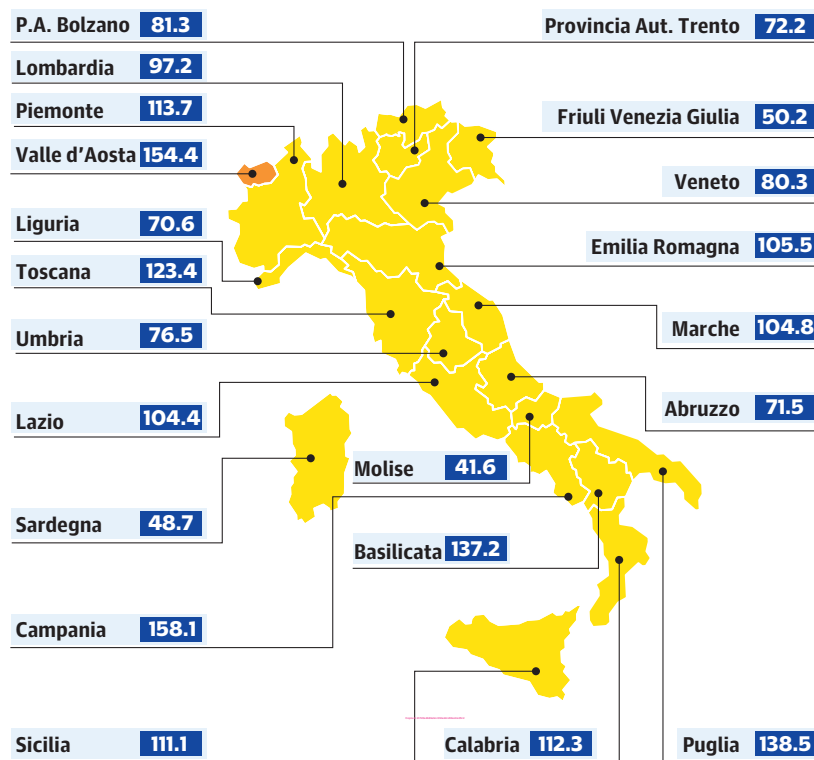 P.A. Bolzano 81.3
Provincia Aut. Trento 72.2
Lombardia 97.2
Piemonte 113.7
Friuli Venezia Giulia 50.2
Valle d'Aosta 154.4
Veneto 80.3
Liguria 70.6
Emilia Romagna 105.5
Toscana 123.4
Umbria 76.5
Marche 104.8
Lazio 104.4
Abruzzo 71.5
Molise 41.6
Sardegna 48.7
Basilicata 137.2
Campania 158.1
Sicilia 111.1
Calabria 112.3
Puglia 138.5